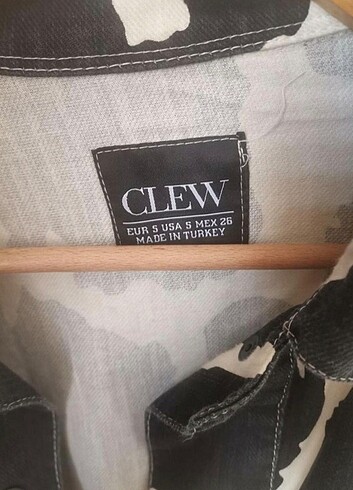 CLEW
EUR S USA S MEX 26
MADE IN TURKEY